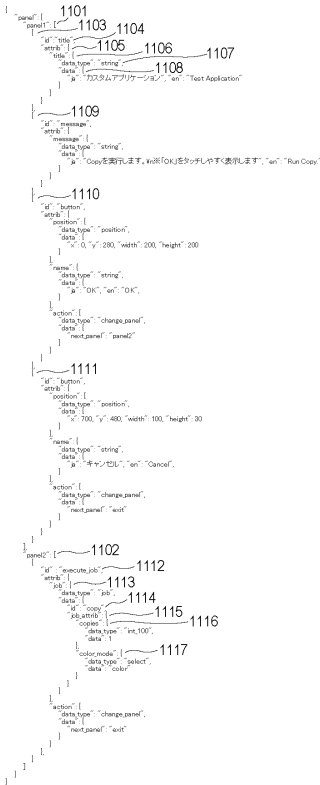 {
"panel": {
"panel1": [ 1101
{ 1103
"id": "title", 1104
"attrib": { 1105
"title": { 1106
"data_type": "string", 1107
"data": { 1108
"ja": "カスタムアプリケーション", "en": "Test Application"
}
}
}
},
{ 1109
"id": "message",
"attrib": {
"message": {
"data_type": "string",
"data": {
"ja": "Copyを実行します。¥n※「OK」をタッチしやすく表示します", "en": "Run Copy."
}
}
}
},
{ 1110
"id": "button",
"attrib": {
"position": {
"data_type": "position",
"data": {
"x": 0, "y": 280, "width": 200, "height": 200
}
},
"name": {
"data_type": "string",
"data": {
"ja": "OK", "en": "OK",
}
},
"action": {
"data_type": "change_panel",
"data": {
"next_panel": "panel2"
}
}
}
},
{ 1111
"id": "button",
"attrib": {
"position": {
"data_type": "position",
"data": {
"x": 700, "y": 480, "width": 100, "height": 30
}
},
"name": {
"data_type": "string",
"data": {
"ja": "キャンセル", "en": "Cancel",
}
},
"action": {
"data_type": "change_panel",
"data": {
"next_panel": "exit"
}
}
}
}
],
"panel2": [ 1102
{
"id": "execute_job", 1112
"attrib": {
"job": { 1113
"data_type": "job",
"data": {
"id": "copy" 1114
"job_attrib": { 1115
"copies": { 1116
"data_type": "int_100",
"data": 1
},
"color_mode": { 1117
"data_type": "select",
"data": "color"
}
}
}
},
"action": {
"data_type": "change_panel",
"data": {
"next_panel": "exit"
}
},
}
}
]
}
}